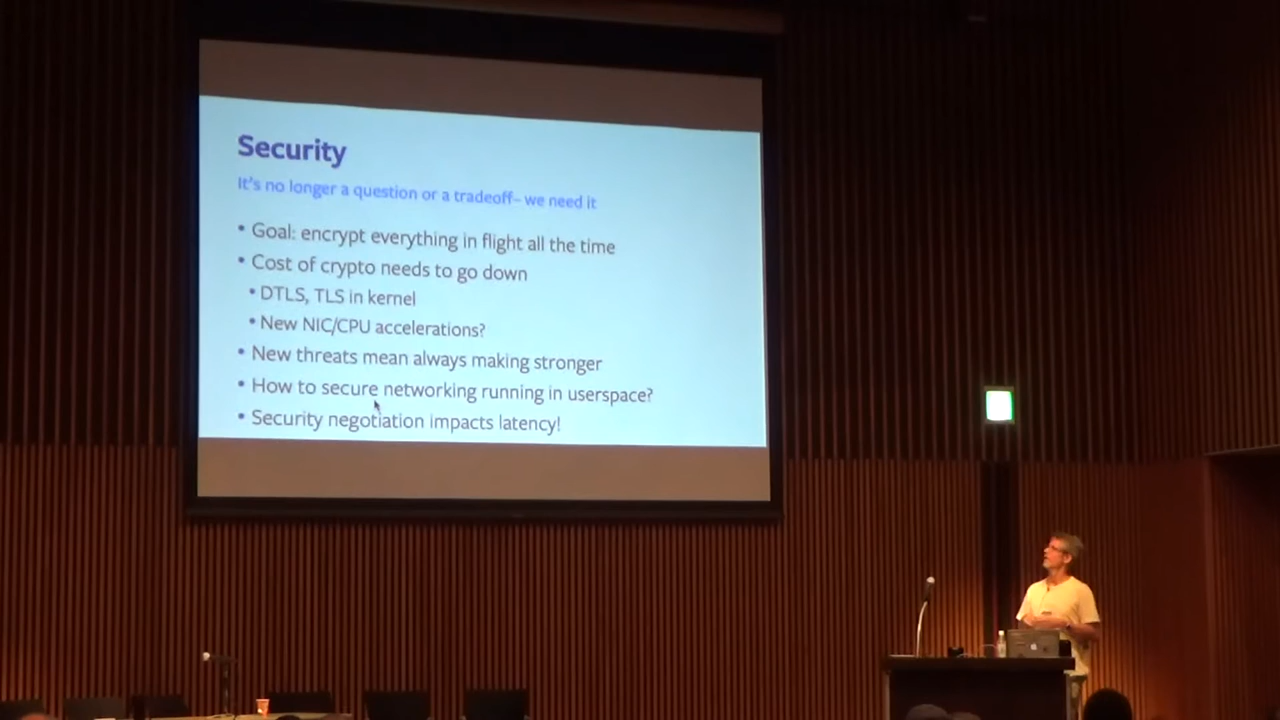 Security
It's no longer a question or a tradeoff– we need it
• Goal: encrypt everything in flight all the time
• Cost of crypto needs to go down
• DTLS, TLS in kernel
• New NIC/CPU accelerations?
• New threats mean always making stronger
• How to secure networking running in userspace?
• Security negotiation impacts latency!